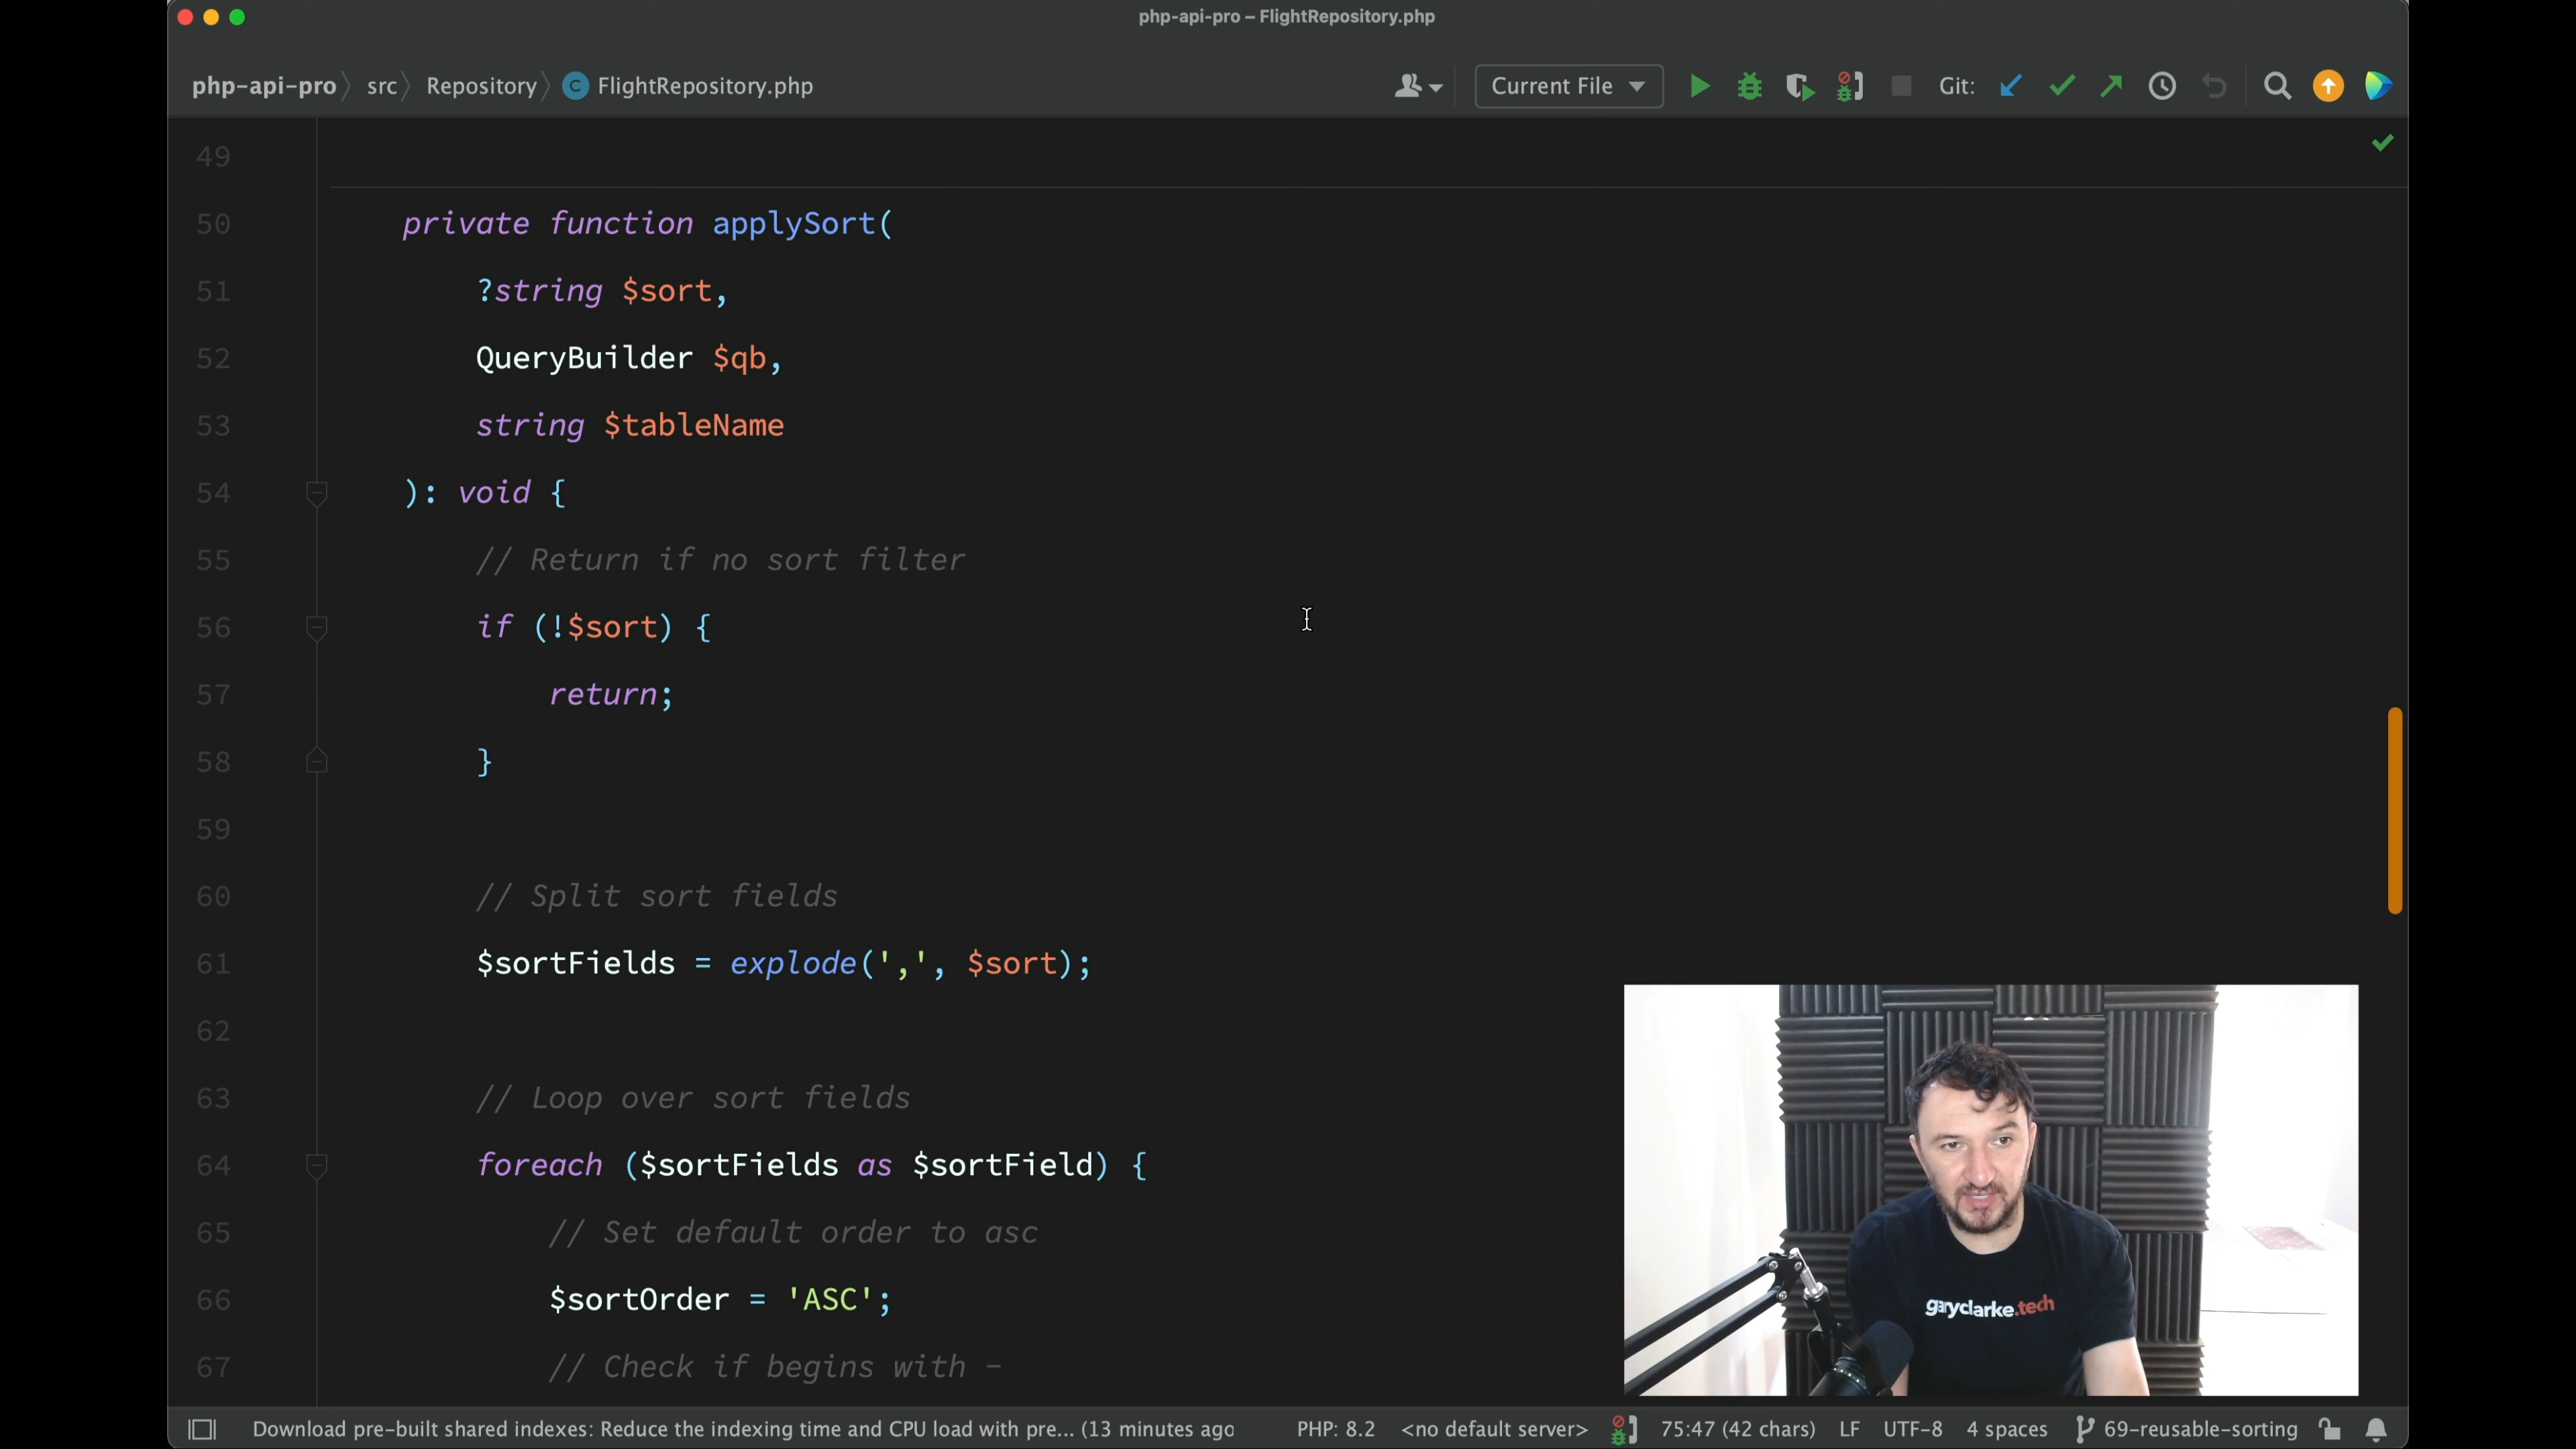 php-api-pro – FlightRepository.php
php-api-pro src Repository C FlightRepository.php Current File Git:
49
50 private function applySort(
51 ?string $sort,
52 QueryBuilder $qb,
53 string $tableName
54 ): void {
55 // Return if no sort filter
56 if (!$sort) {
57 return;
58 }
59
60 // Split sort fields
61 $sortFields = explode(',', $sort);
62
63 // Loop over sort fields
64 foreach ($sortFields as $sortField) {
65 // Set default order to asc
66 $sortOrder = 'ASC';
67 // Check if begins with -
garyclarke.tech
Download pre-built shared indexes: Reduce the indexing time and CPU load with pre... (13 minutes ago PHP: 8.2 <no default server> 75:47 (42 chars) LF UTF-8 4 spaces 69-reusable-sorting